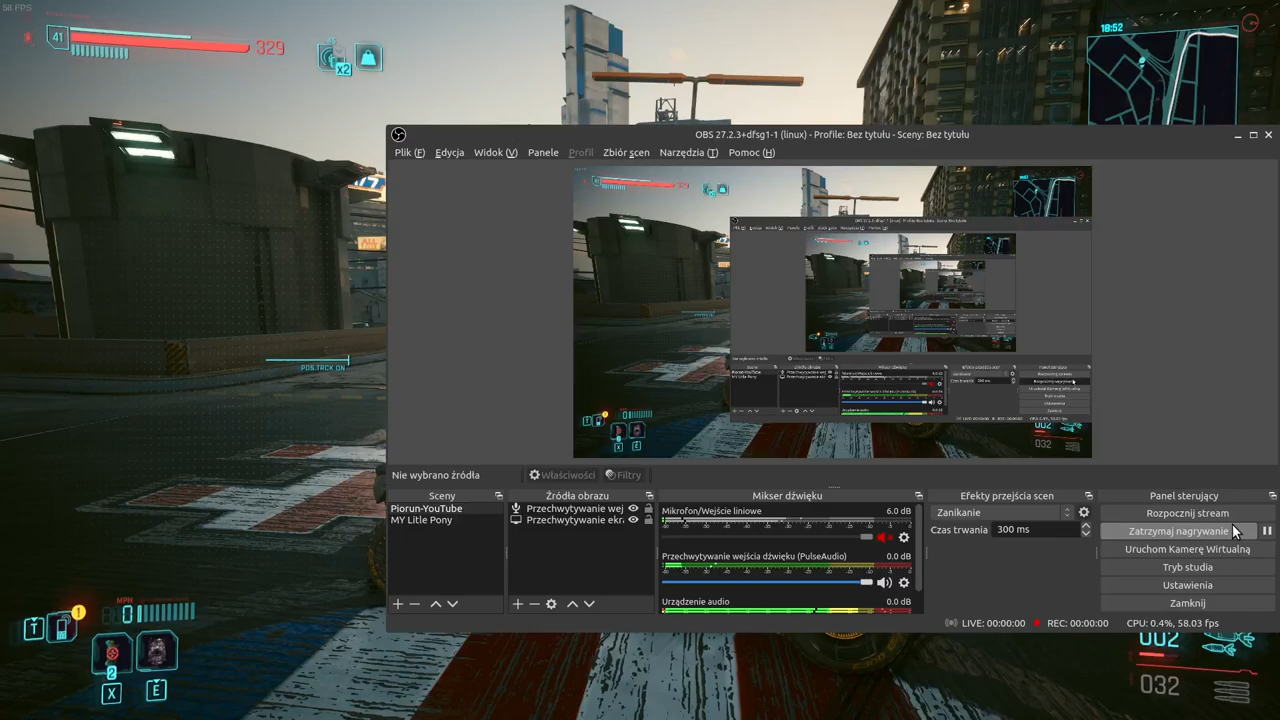 58 FPS
41
329
x2
18:52
OBS 27.2.3+dfsg1-1 (linux) - Profile: Bez tytułu - Sceny: Bez tytułu
Plik (F) Edycja Widok (V) Panele Profil Zbiór scen Narzędzia (T) Pomoc (H)
POS.TRCK ON
Nie wybrano źródła Właściwości Filtry
Sceny
Piorun-YouTube
MY Litle Pony
Źródła obrazu
Przechwytywanie wej
Przechwytywanie ekra
Mikser dźwięku
Mikrofon/Wejście liniowe 6.0 dB
Przechwytywanie wejścia dźwięku (PulseAudio) 0.0 dB
Urządzenie audio 0.0 dB
Efekty przejścia scen
Zanikanie
Czas trwania 300 ms
Panel sterujący
Rozpocznij stream
Zatrzymaj nagrywanie
Uruchom Kamerę Wirtualną
Tryb studia
Ustawienia
Zamknij
LIVE: 00:00:00 REC: 00:00:00 CPU: 0.4%, 58.03 fps
MPH
T
0
X
E
002
032